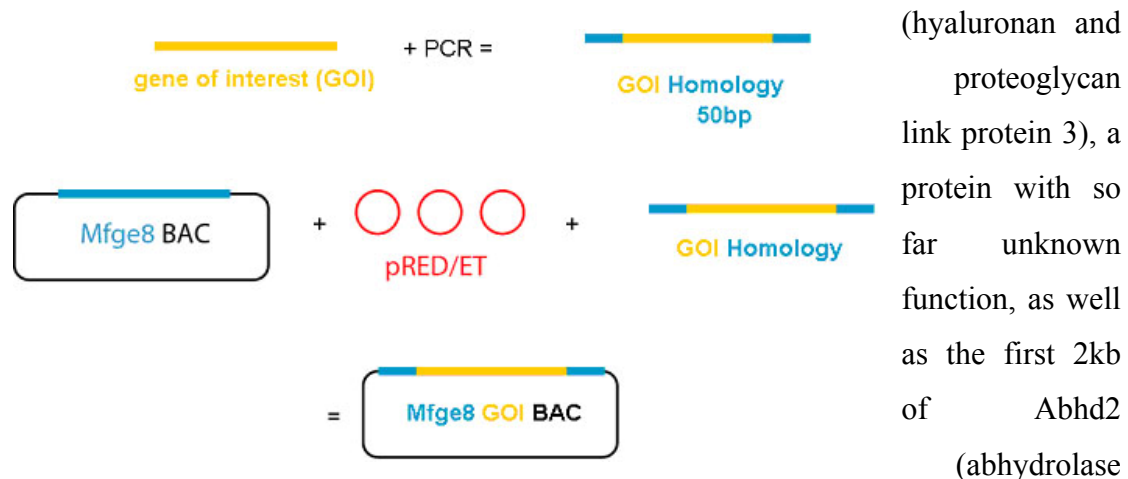 + PCR =
gene of interest (GOI)
GOI Homology
50bp
Mfge8 BAC
+
pRED/ET
+
GOI Homology
=
Mfge8 GOI BAC
(hyaluronan and
proteoglycan
link protein 3), a
protein with so
far unknown
function, as well
as the first 2kb
of Abhd2
(abhydrolase